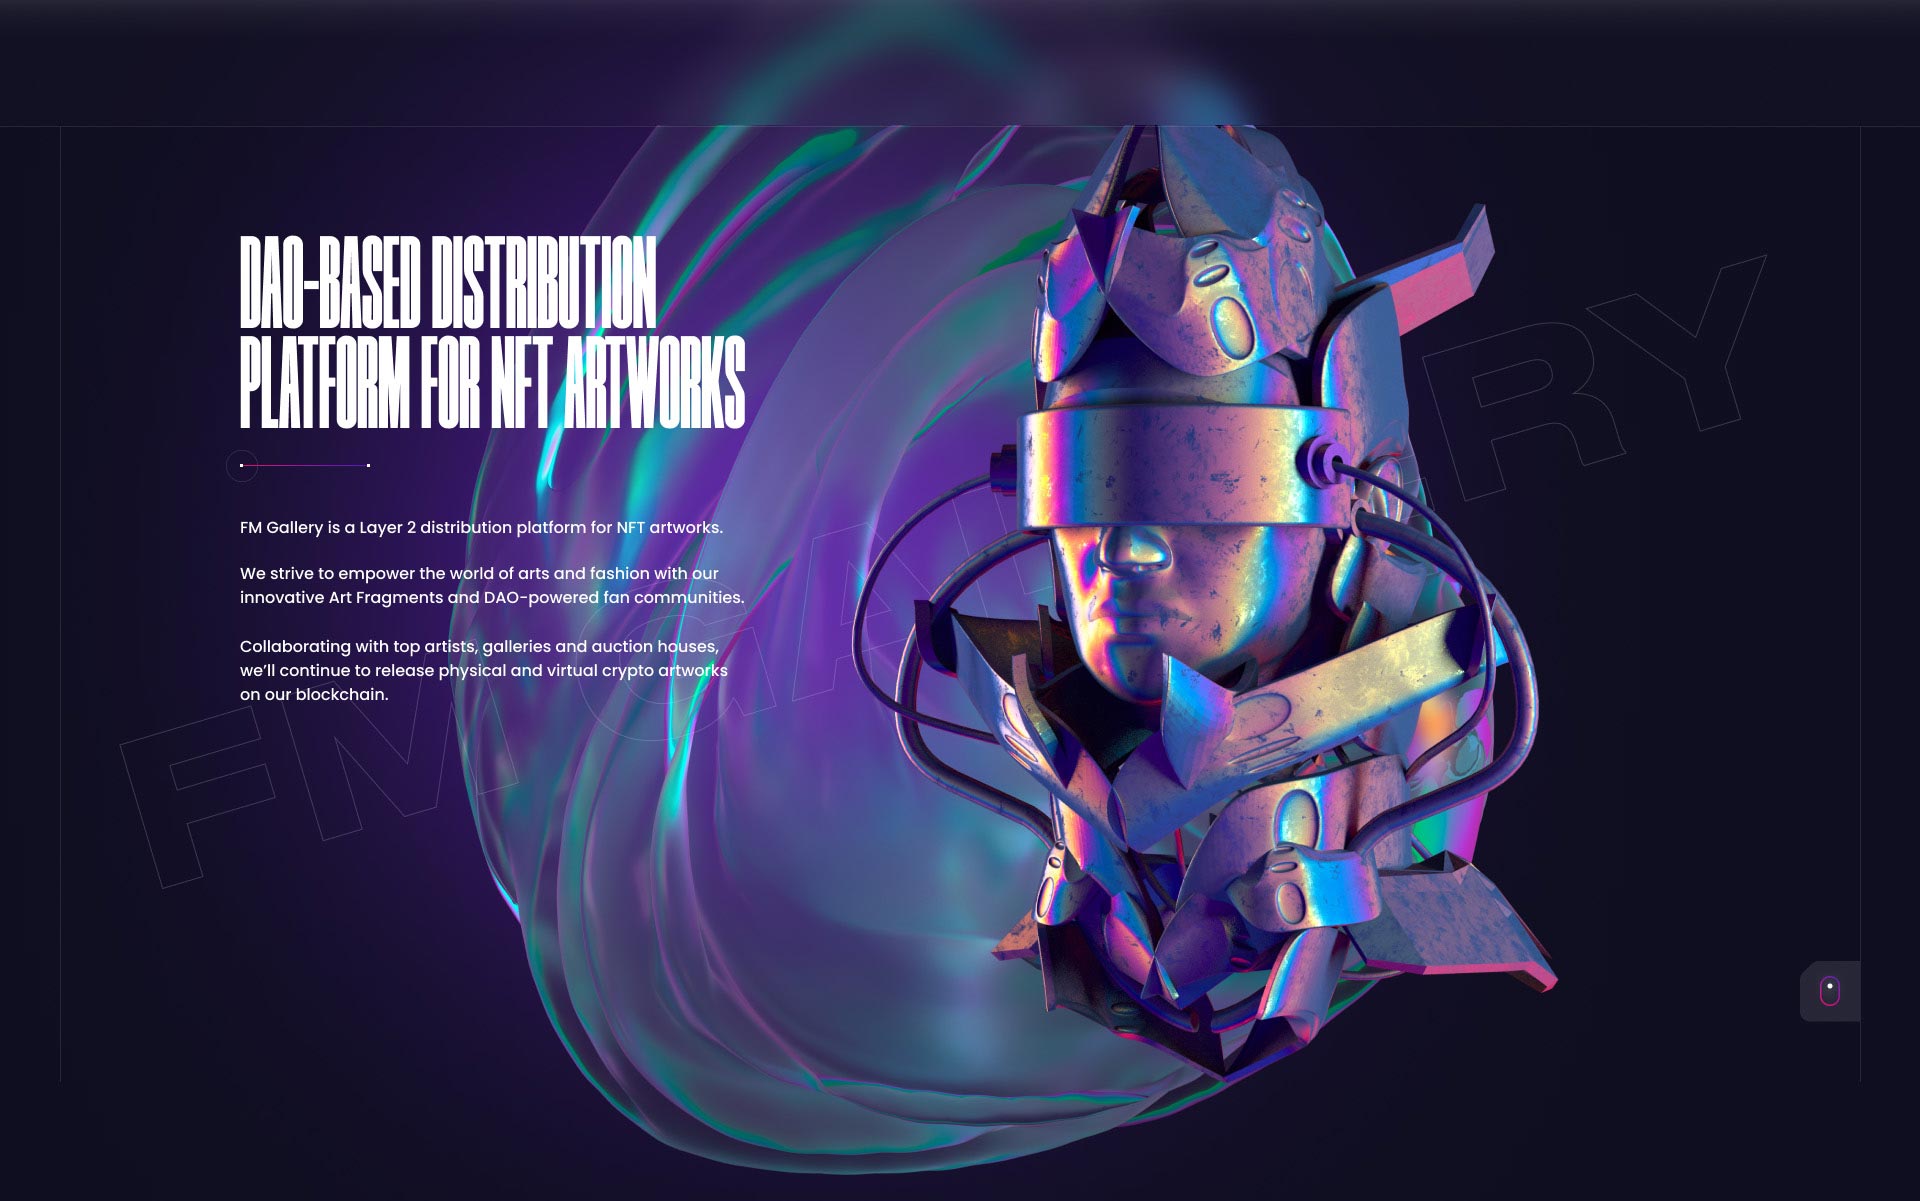 DAO-BASED DISTRIBUTION
PLATFORM FOR NFT ARTWORKS
FM Gallery is a Layer 2 distribution platform for NFT artworks.
We strive to empower the world of arts and fashion with our
innovative Art Fragments and DAO-powered fan communities.
Collaborating with top artists, galleries and auction houses,
we’ll continue to release physical and virtual crypto artworks
on our blockchain.
FM GALLERY